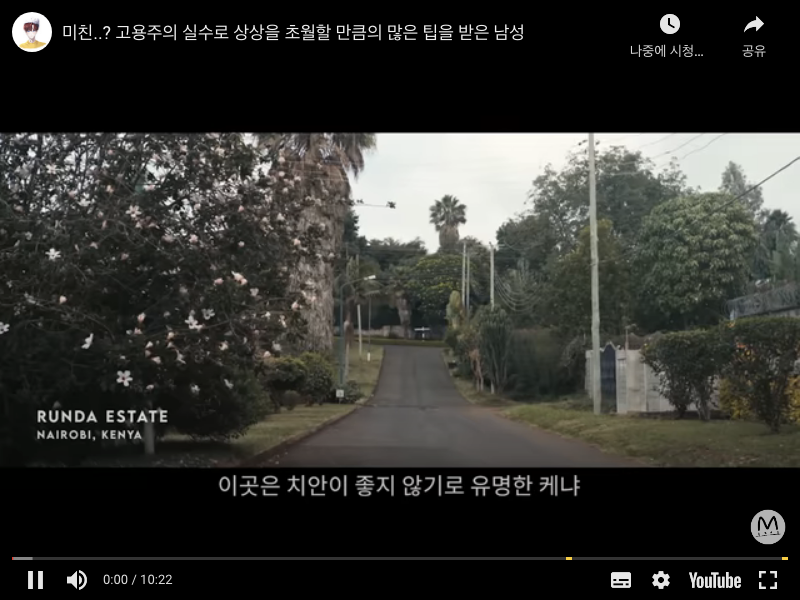 미친..? 고용주의 실수로 상상을 초월할 만큼의 많은 팁을 받은 남성
나중에 시청...
공유
RUNDA ESTATE
NAIROBI, KENYA
이곳은 치안이 좋지 않기로 유명한 케냐
M
0:00 / 10:22
YouTube